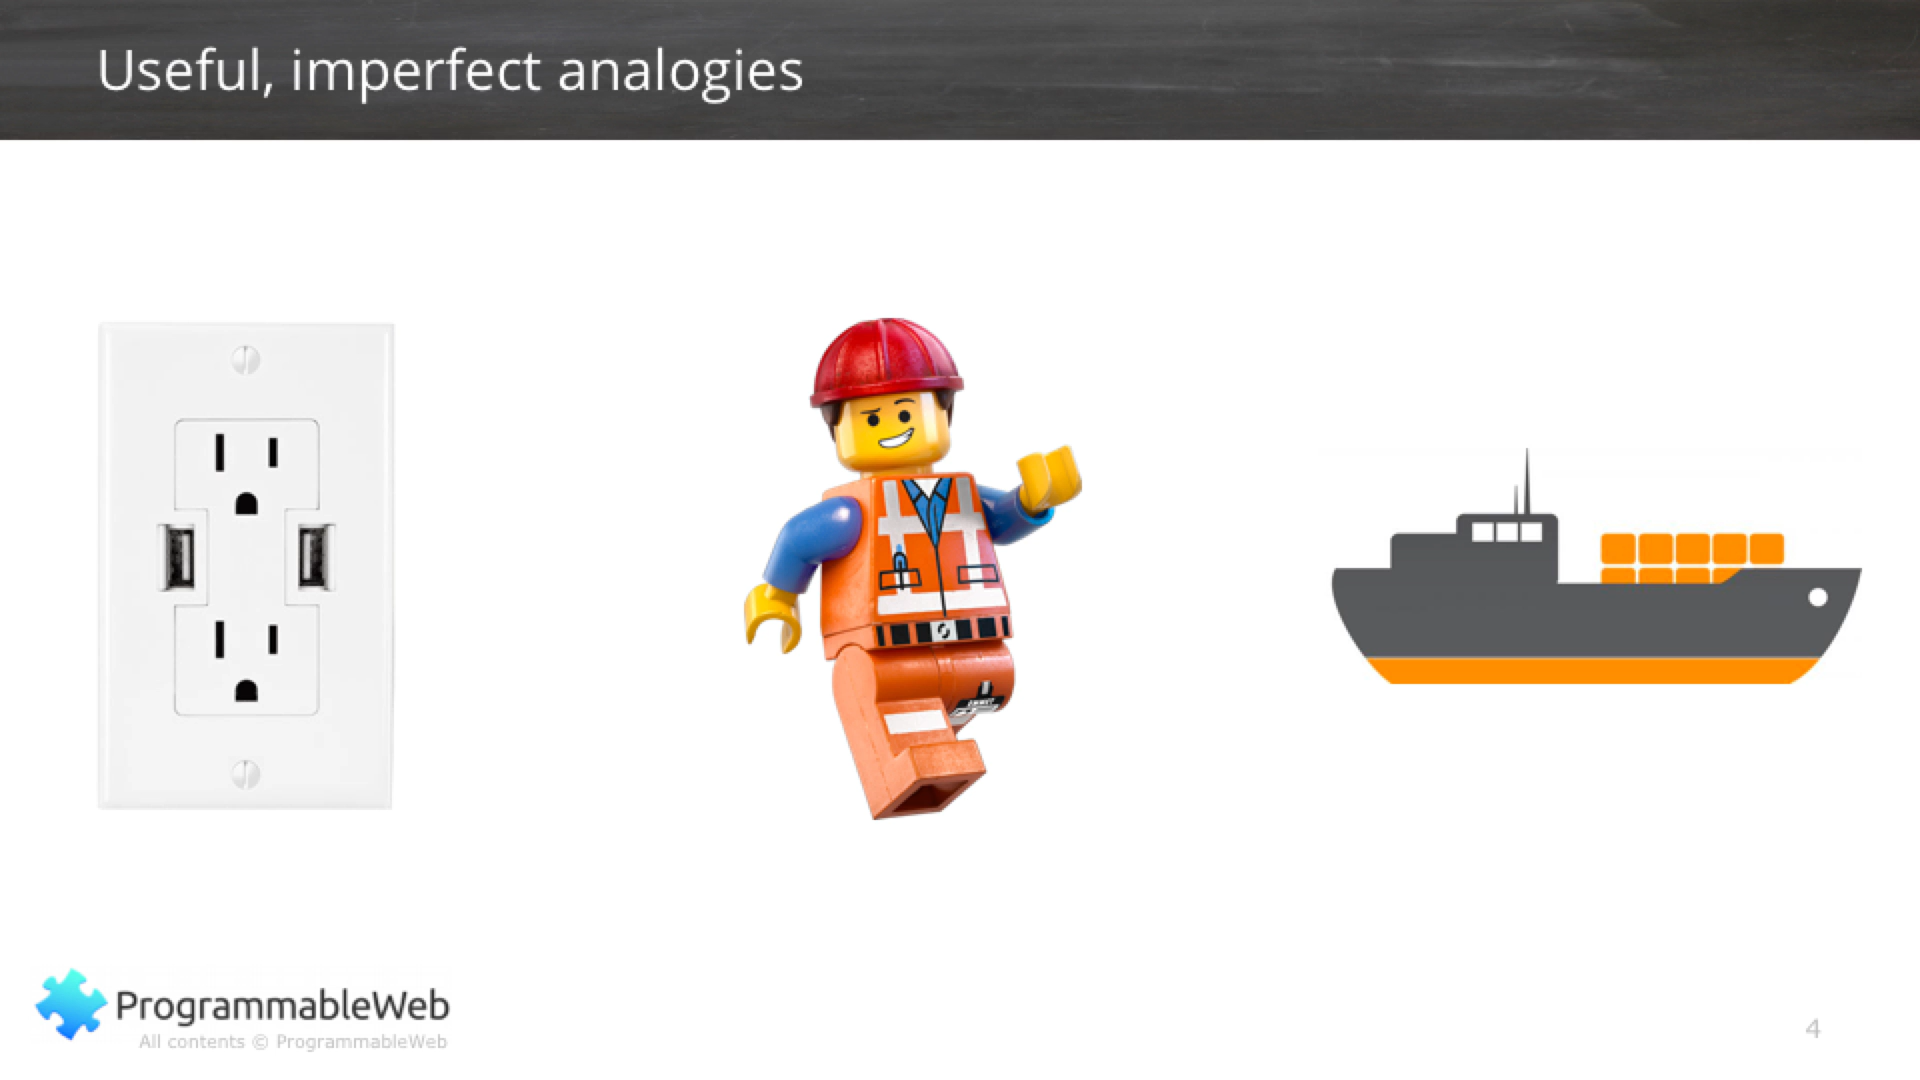 Useful, imperfect analogies
ProgrammableWeb
All contents © ProgrammableWeb
4